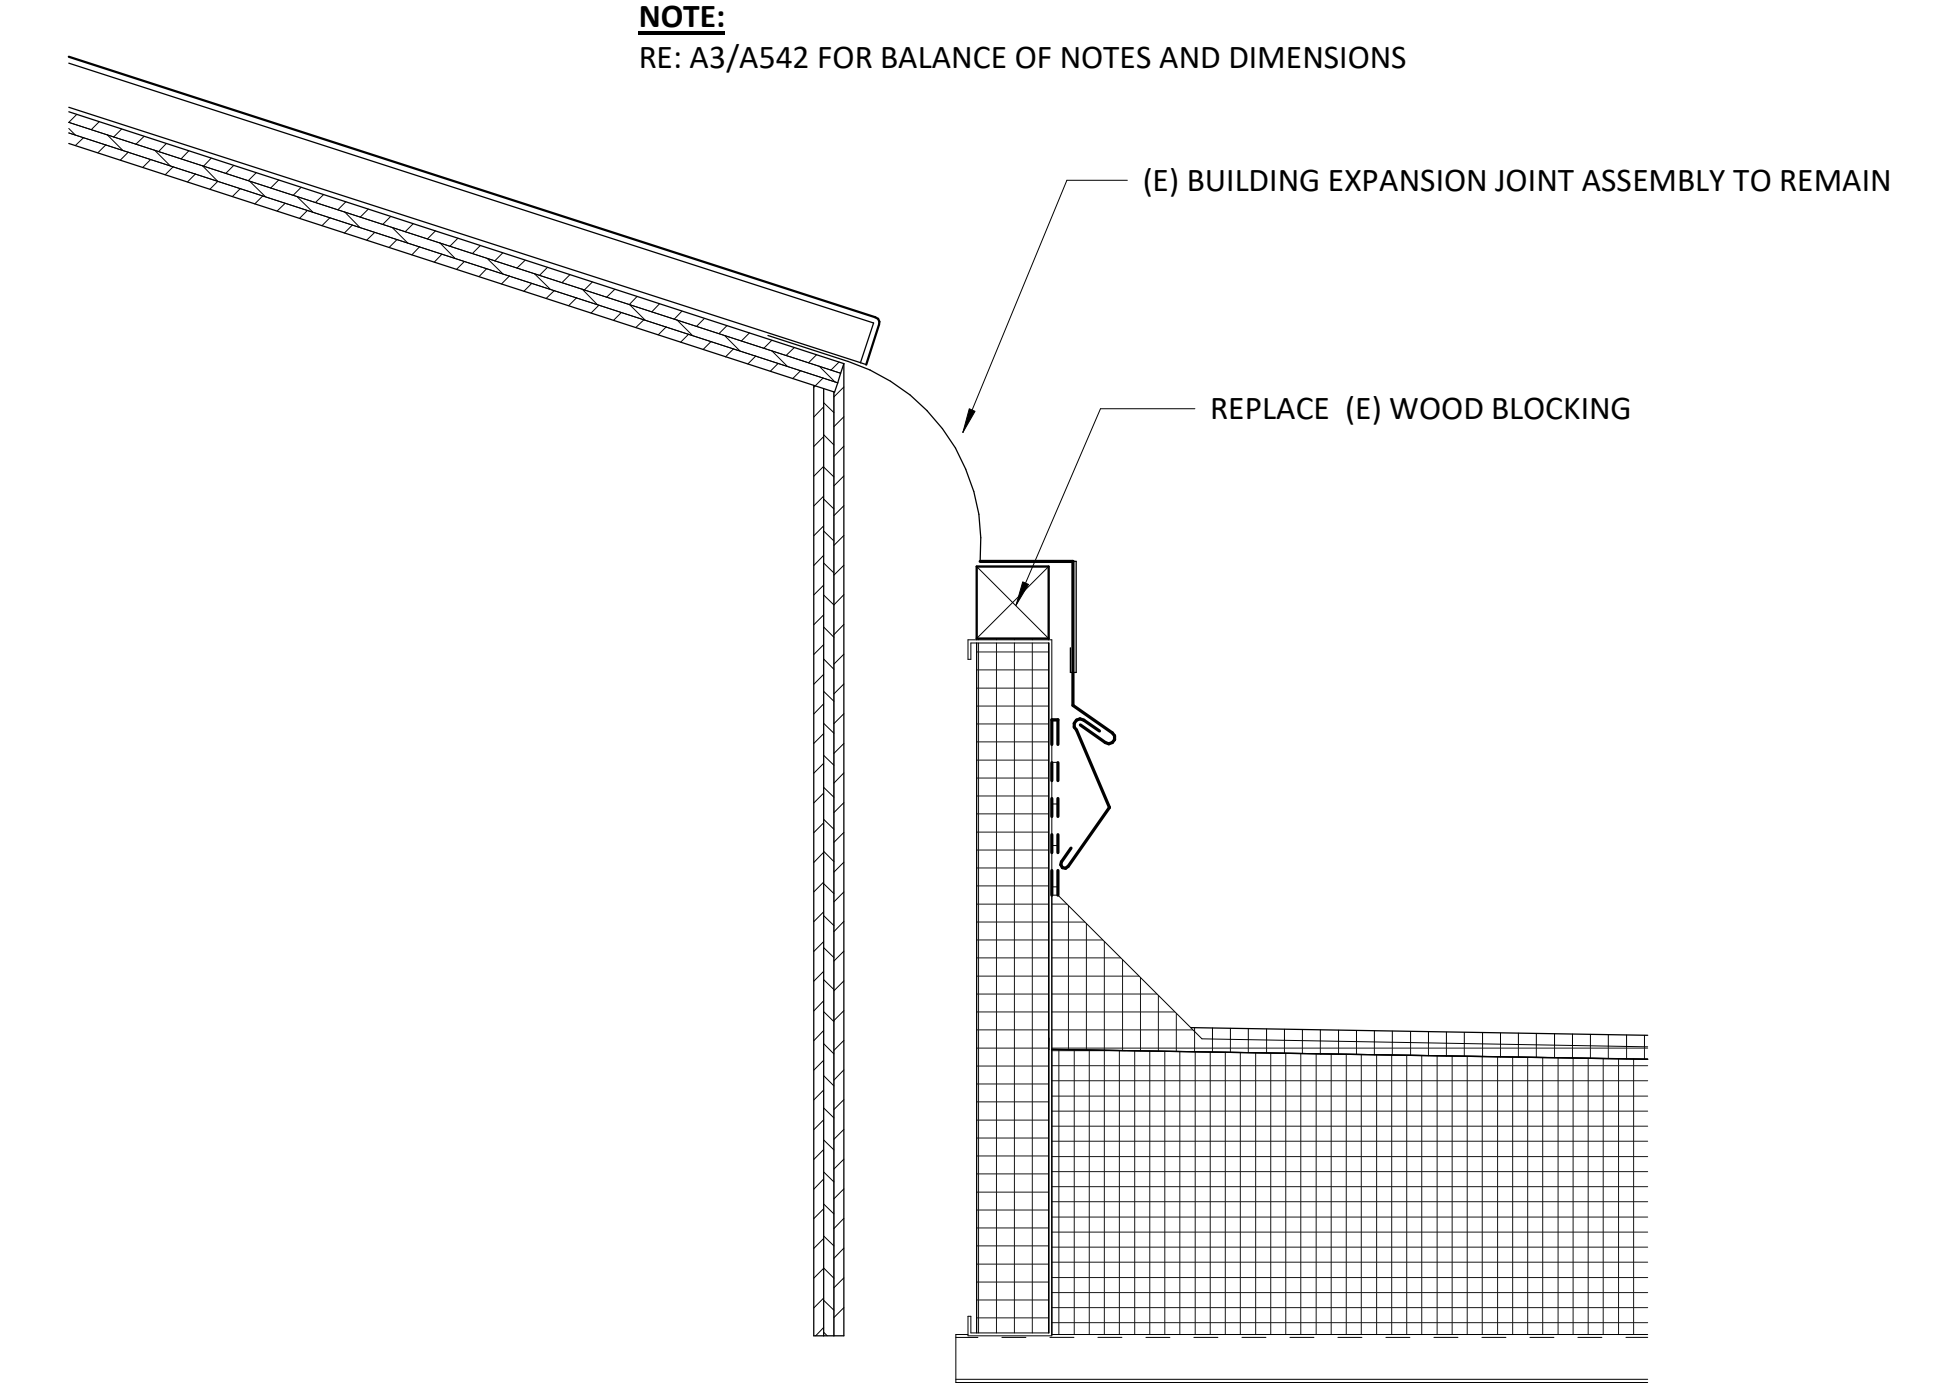 NOTE:
RE: A3/A542 FOR BALANCE OF NOTES AND DIMENSIONS
(E) BUILDING EXPANSION JOINT ASSEMBLY TO REMAIN
REPLACE (E) WOOD BLOCKING